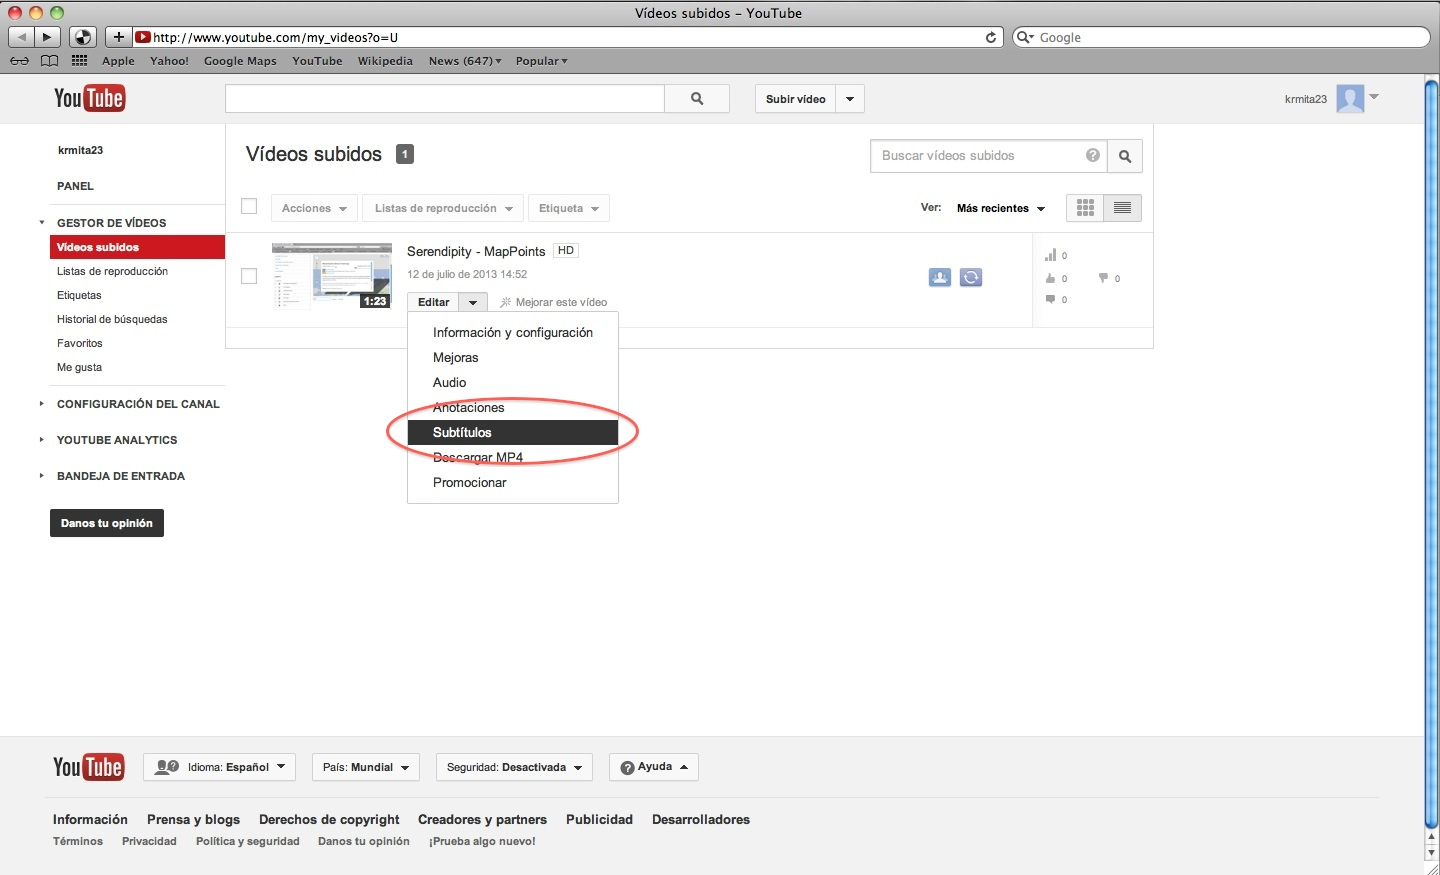 Vídeos subidos – YouTube
http://www.youtube.com/my_videos?o=U
Google
Apple Yahoo! Google Maps YouTube Wikipedia News (647) Popular
YouTube
Subir vídeo
krmita23
krmita23
PANEL
GESTOR DE VÍDEOS
Vídeos subidos
Listas de reproducción
Etiquetas
Historial de búsquedas
Favoritos
Me gusta
CONFIGURACIÓN DEL CANAL
YOUTUBE ANALYTICS
BANDEJA DE ENTRADA
Danos tu opinión
Vídeos subidos 1
Buscar vídeos subidos ?
Acciones Listas de reproducción Etiqueta
Ver: Más recientes
1:23
Serendipity - MapPoints HD
12 de julio de 2013 14:52
Editar Mejorar este vídeo
0
0 0
0
Información y configuración
Mejoras
Audio
Anotaciones
Subtítulos
Descargar MP4
Promocionar
YouTube Idioma: Español País: Mundial Seguridad: Desactivada ? Ayuda
Información Prensa y blogs Derechos de copyright Creadores y partners Publicidad Desarrolladores
Términos Privacidad Política y seguridad Danos tu opinión ¡Prueba algo nuevo!